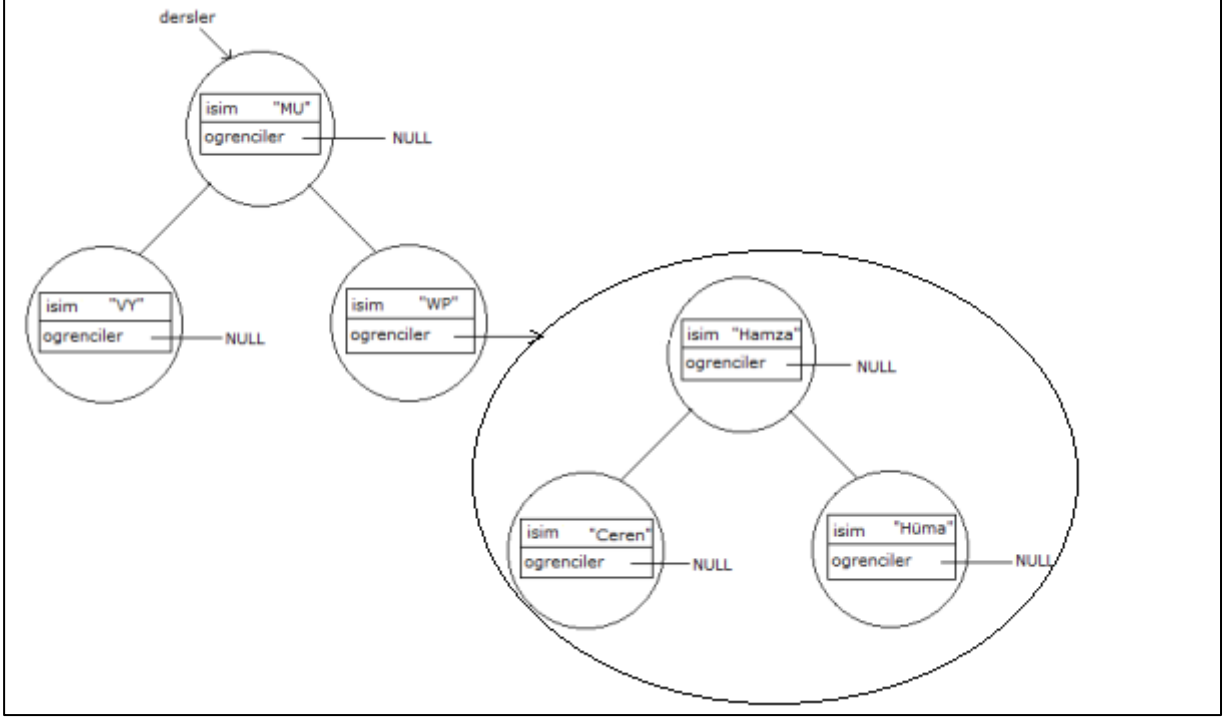 dersler
isim "MU"
ogrenciler NULL
isim "VY"
ogrenciler NULL
isim "WP"
ogrenciler
isim "Hamza"
ogrenciler NULL
isim "Ceren"
ogrenciler NULL
isim "Hüma"
ogrenciler NULL